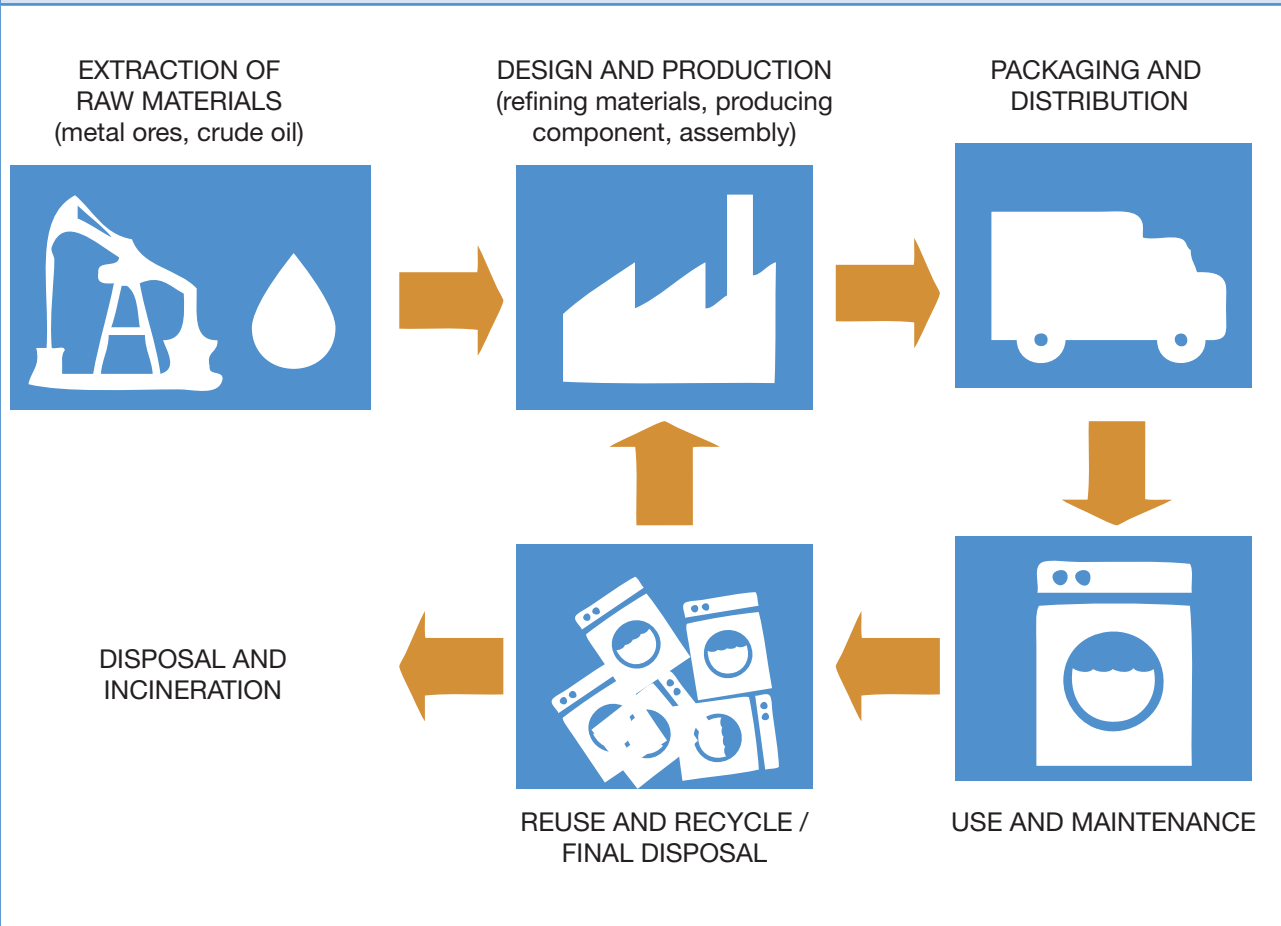 EXTRACTION OF
RAW MATERIALS
(metal ores, crude oil)
DESIGN AND PRODUCTION
(refining materials, producing
component, assembly)
PACKAGING AND
DISTRIBUTION
DISPOSAL AND
INCINERATION
REUSE AND RECYCLE /
FINAL DISPOSAL
USE AND MAINTENANCE